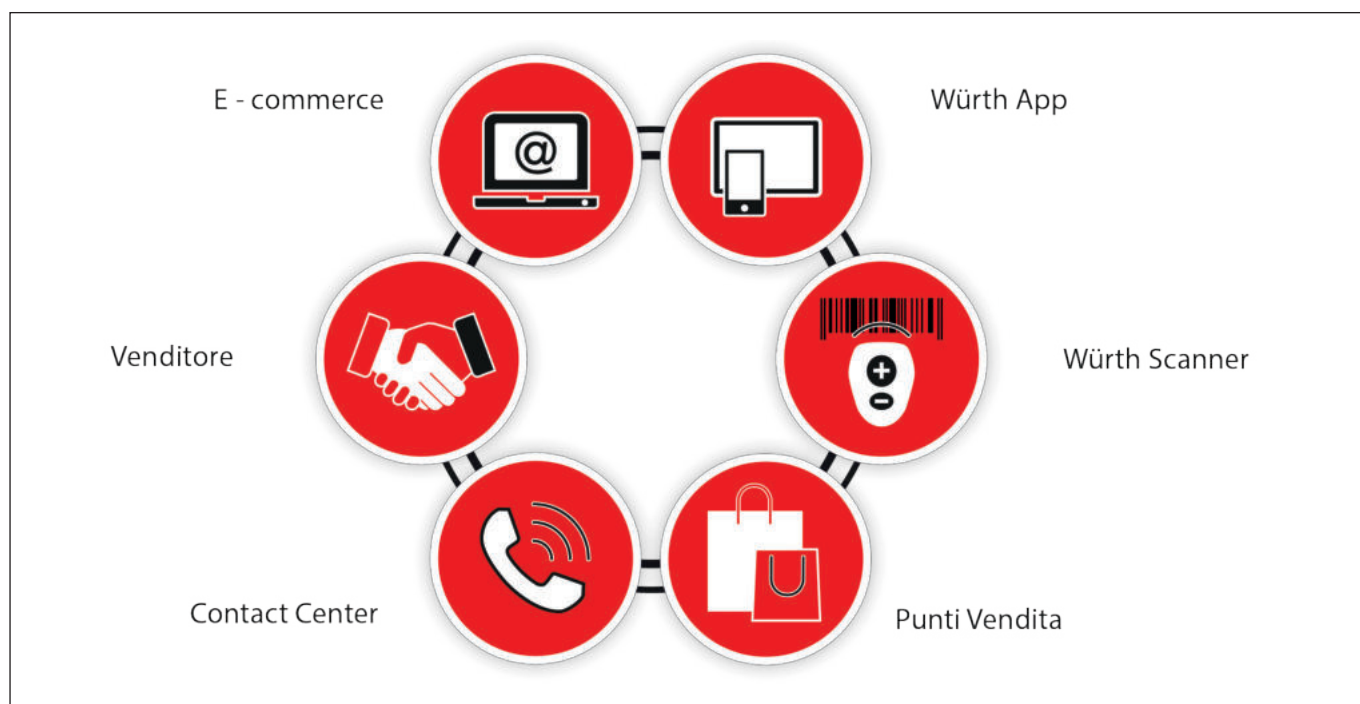 E - commerce
Würth App
@
Venditore
Würth Scanner
Contact Center
Punti Vendita